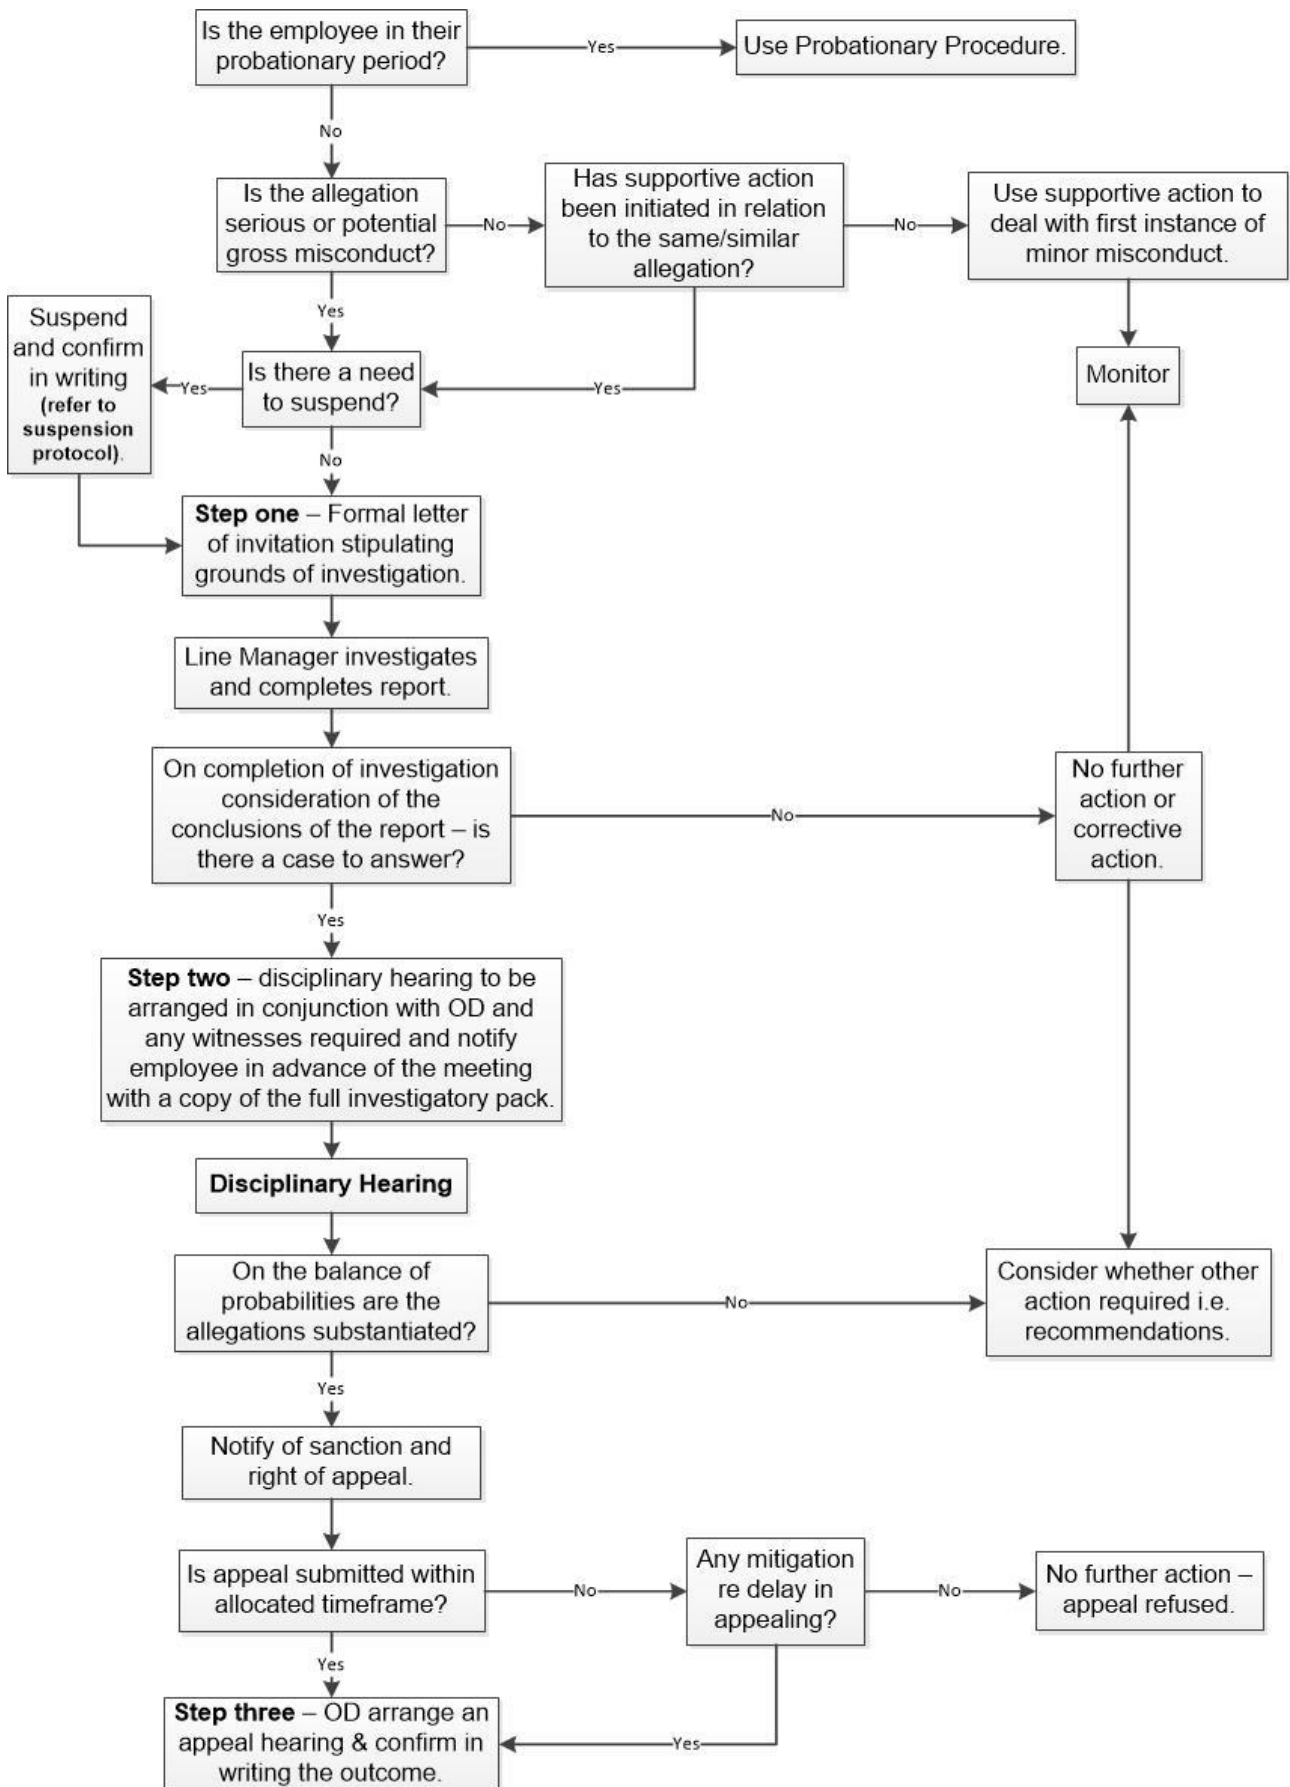 Is the employee in their
probationary period?
Yes
Use Probationary Procedure.
No
Is the allegation
serious or potential
gross misconduct?
No
Has supportive action
been initiated in relation
to the same/similar
allegation?
No
Use supportive action to
deal with first instance of
minor misconduct.
Yes
Suspend
and confirm
in writing
(refer to
suspension
protocol).
Yes
Is there a need
to suspend?
Yes
Monitor
No
Step one – Formal letter
of invitation stipulating
grounds of investigation.
Line Manager investigates
and completes report.
On completion of investigation
consideration of the
conclusions of the report – is
there a case to answer?
No
No further
action or
corrective
action.
Yes
Step two – disciplinary hearing to be
arranged in conjunction with OD and
any witnesses required and notify
employee in advance of the meeting
with a copy of the full investigatory pack.
Disciplinary Hearing
On the balance of
probabilities are the
allegations substantiated?
No
Consider whether other
action required i.e.
recommendations.
Yes
Notify of sanction and
right of appeal.
Is appeal submitted within
allocated timeframe?
No
Any mitigation
re delay in
appealing?
No
No further action –
appeal refused.
Yes
Step three – OD arrange an
appeal hearing & confirm in
writing the outcome.
Yes